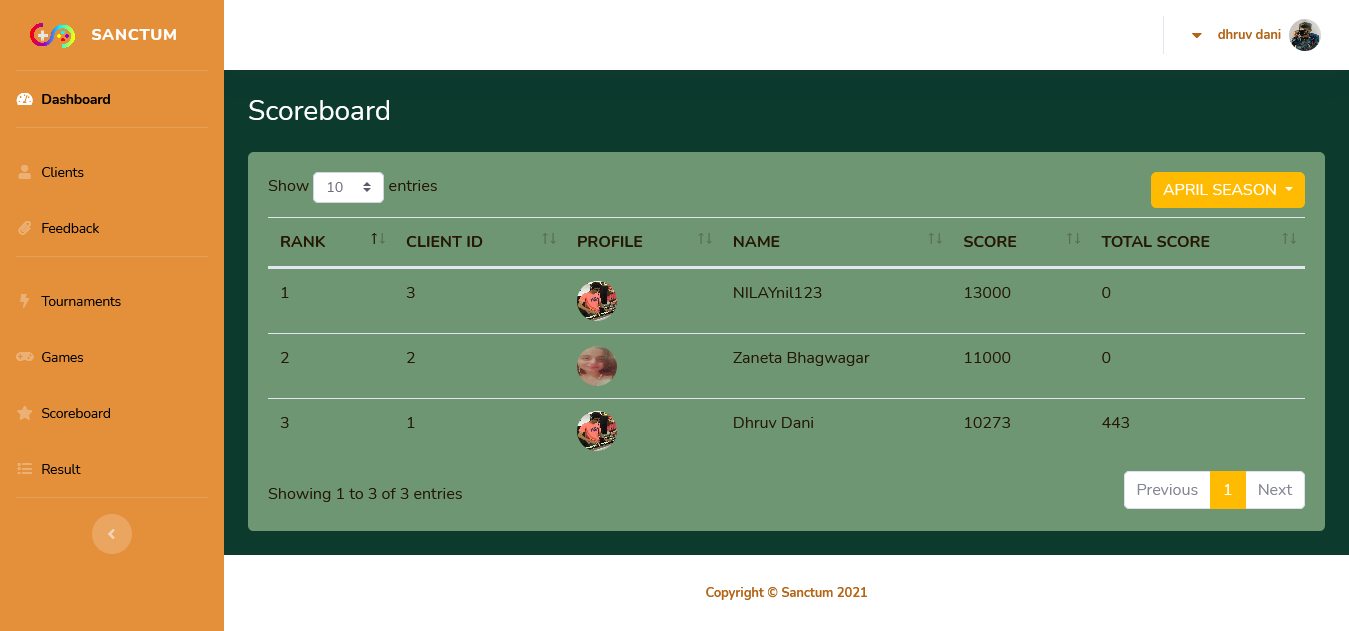 SANCTUM
dhruv dani
Dashboard
Clients
Feedback
Tournaments
Games
Scoreboard
Result
Scoreboard
Show 10 entries
APRIL SEASON
RANK CLIENT ID PROFILE NAME SCORE TOTAL SCORE
1 3 NILAYnil123 13000 0
2 2 Zaneta Bhagwagar 11000 0
3 1 Dhruv Dani 10273 443
Showing 1 to 3 of 3 entries
Previous 1 Next
Copyright © Sanctum 2021